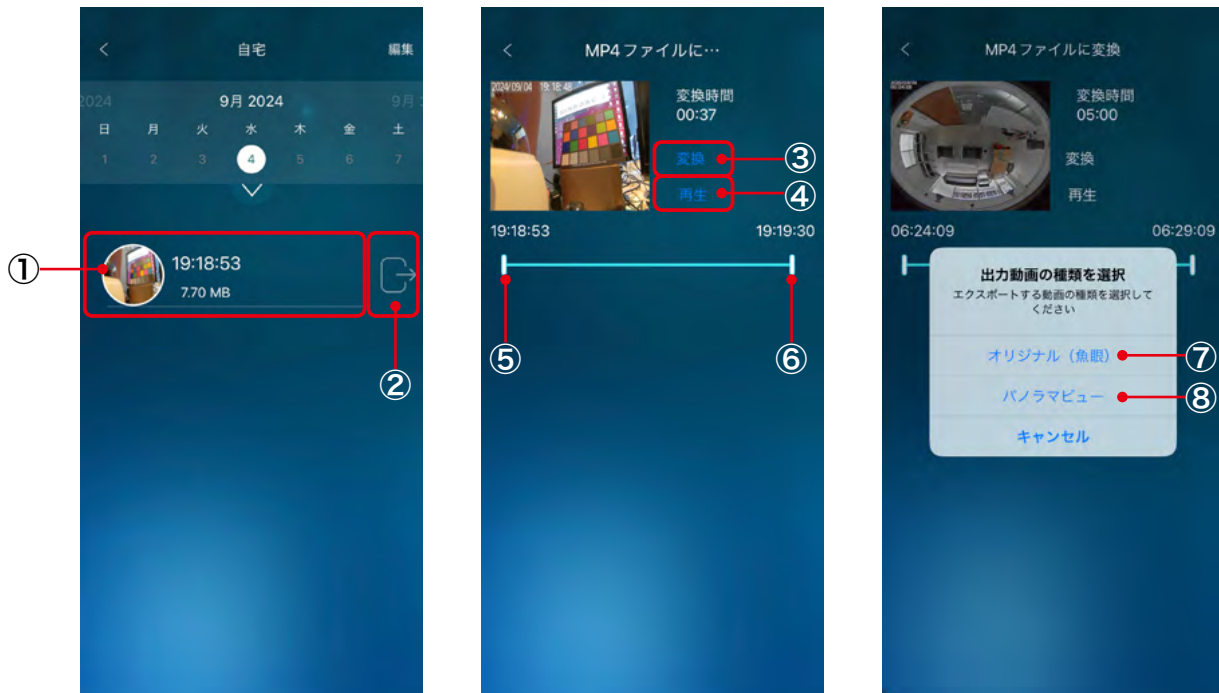 自宅
編集
2024
9月 2024
9月
日 月 火 水 木 金 土
1 2 3 4 5 6 7
①
19:18:53
7.70 MB
②
MP4 ファイルに…
2024/09/04 19:18:48
変換時間
00:37
変換
③
再生
④
19:18:53
19:19:30
⑤
⑥
MP4 ファイルに変換
変換時間
05:00
変換
再生
06:24:09
06:29:09
出力動画の種類を選択
エクスポートする動画の種類を選択して
ください
オリジナル（魚眼）
⑦
パノラマビュー
⑧
キャンセル